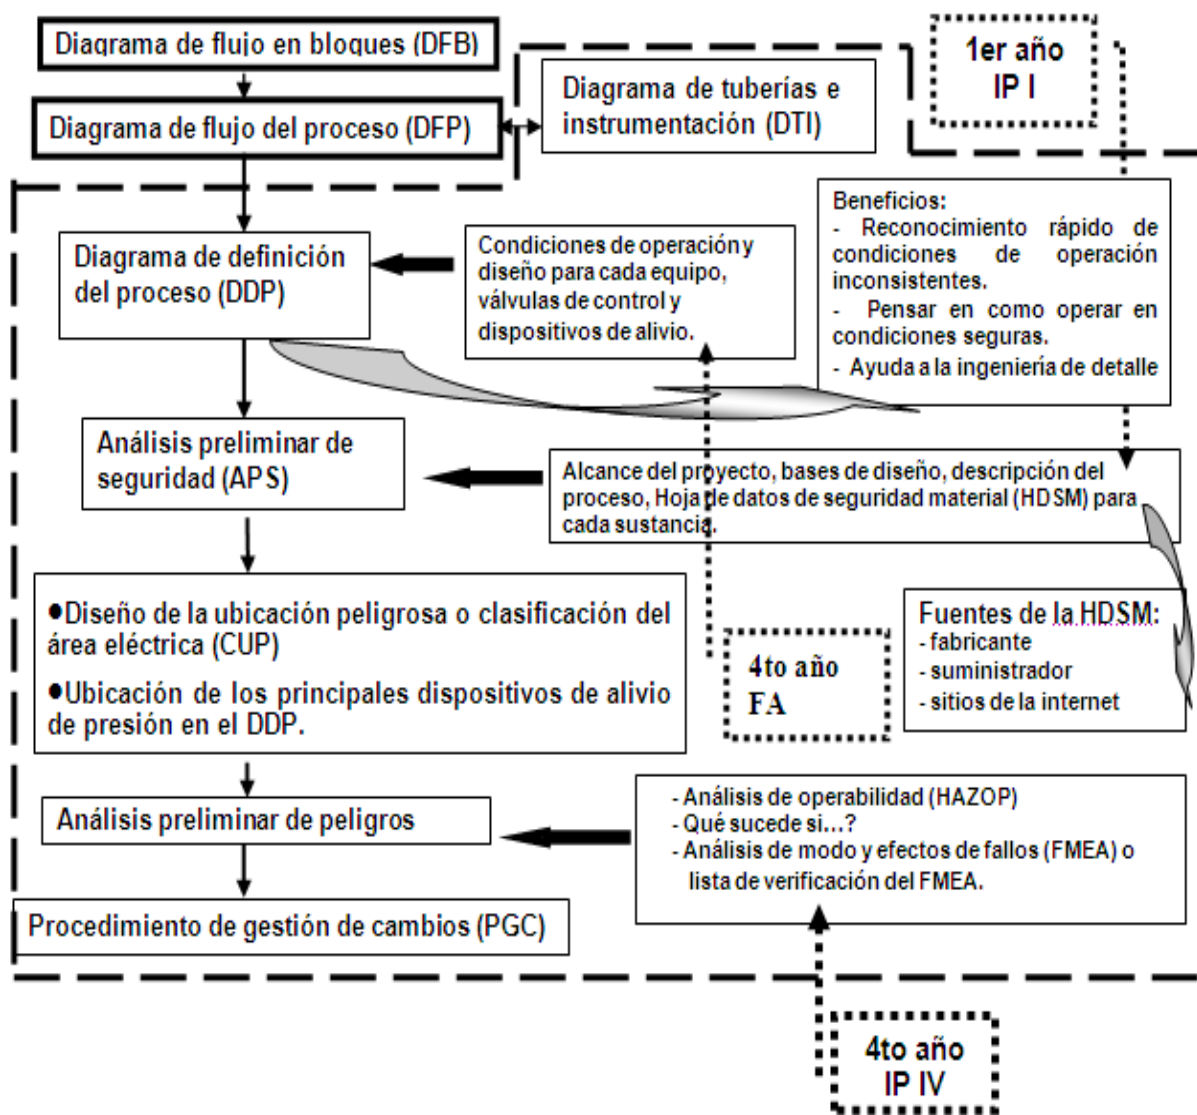 Diagrama de flujo en bloques (DFB)
1er año
IP I
Diagrama de flujo del proceso (DFP)
Diagrama de tuberías e
instrumentación (DTI)
Diagrama de definición
del proceso (DDP)
Condiciones de operación y
diseño para cada equipo,
válvulas de control y
dispositivos de alivio.
Beneficios:
- Reconocimiento rápido de
condiciones de operación
inconsistentes.
- Pensar en como operar en
condiciones seguras.
- Ayuda a la ingeniería de detalle
Análisis preliminar de
seguridad (APS)
Alcance del proyecto, bases de diseño, descripción del
proceso, Hoja de datos de seguridad material (HDSM) para
cada sustancia.
●Diseño de la ubicación peligrosa o clasificación del
área eléctrica (CUP)
●Ubicación de los principales dispositivos de alivio
de presión en el DDP.
4to año
FA
Fuentes de la HDSM:
- fabricante
- suministrador
- sitios de la internet
Análisis preliminar de peligros
- Análisis de operabilidad (HAZOP)
- Qué sucede si...?
- Análisis de modo y efectos de fallos (FMEA) o
lista de verificación del FMEA.
Procedimiento de gestión de cambios (PGC)
4to año
IP IV